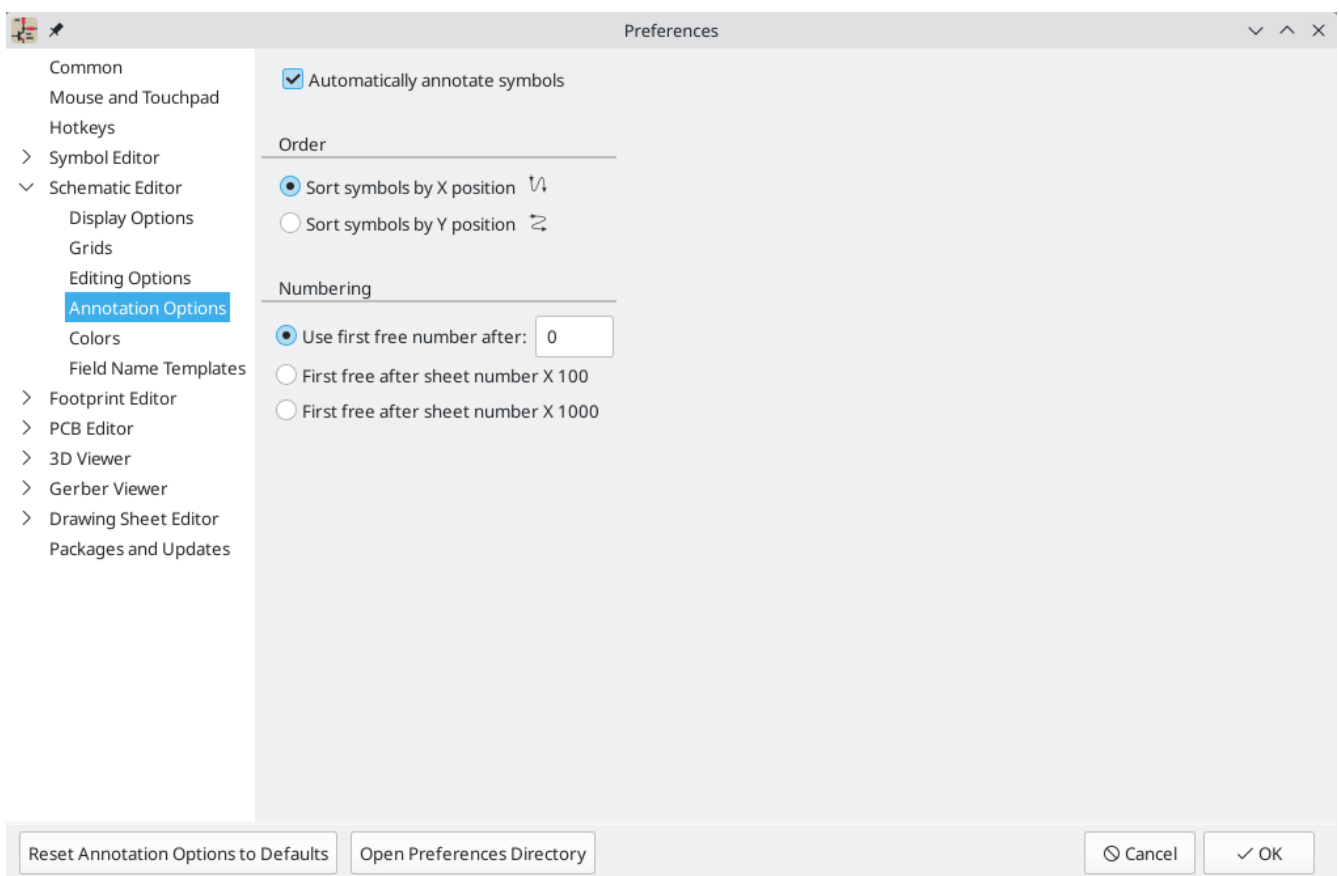 Preferences
Common
Mouse and Touchpad
Hotkeys
Symbol Editor
Schematic Editor
Display Options
Grids
Editing Options
Annotation Options
Colors
Field Name Templates
Footprint Editor
PCB Editor
3D Viewer
Gerber Viewer
Drawing Sheet Editor
Packages and Updates
Automatically annotate symbols
Order
Sort symbols by X position
Sort symbols by Y position
Numbering
Use first free number after: 0
First free after sheet number X 100
First free after sheet number X 1000
Reset Annotation Options to Defaults
Open Preferences Directory
Cancel
OK